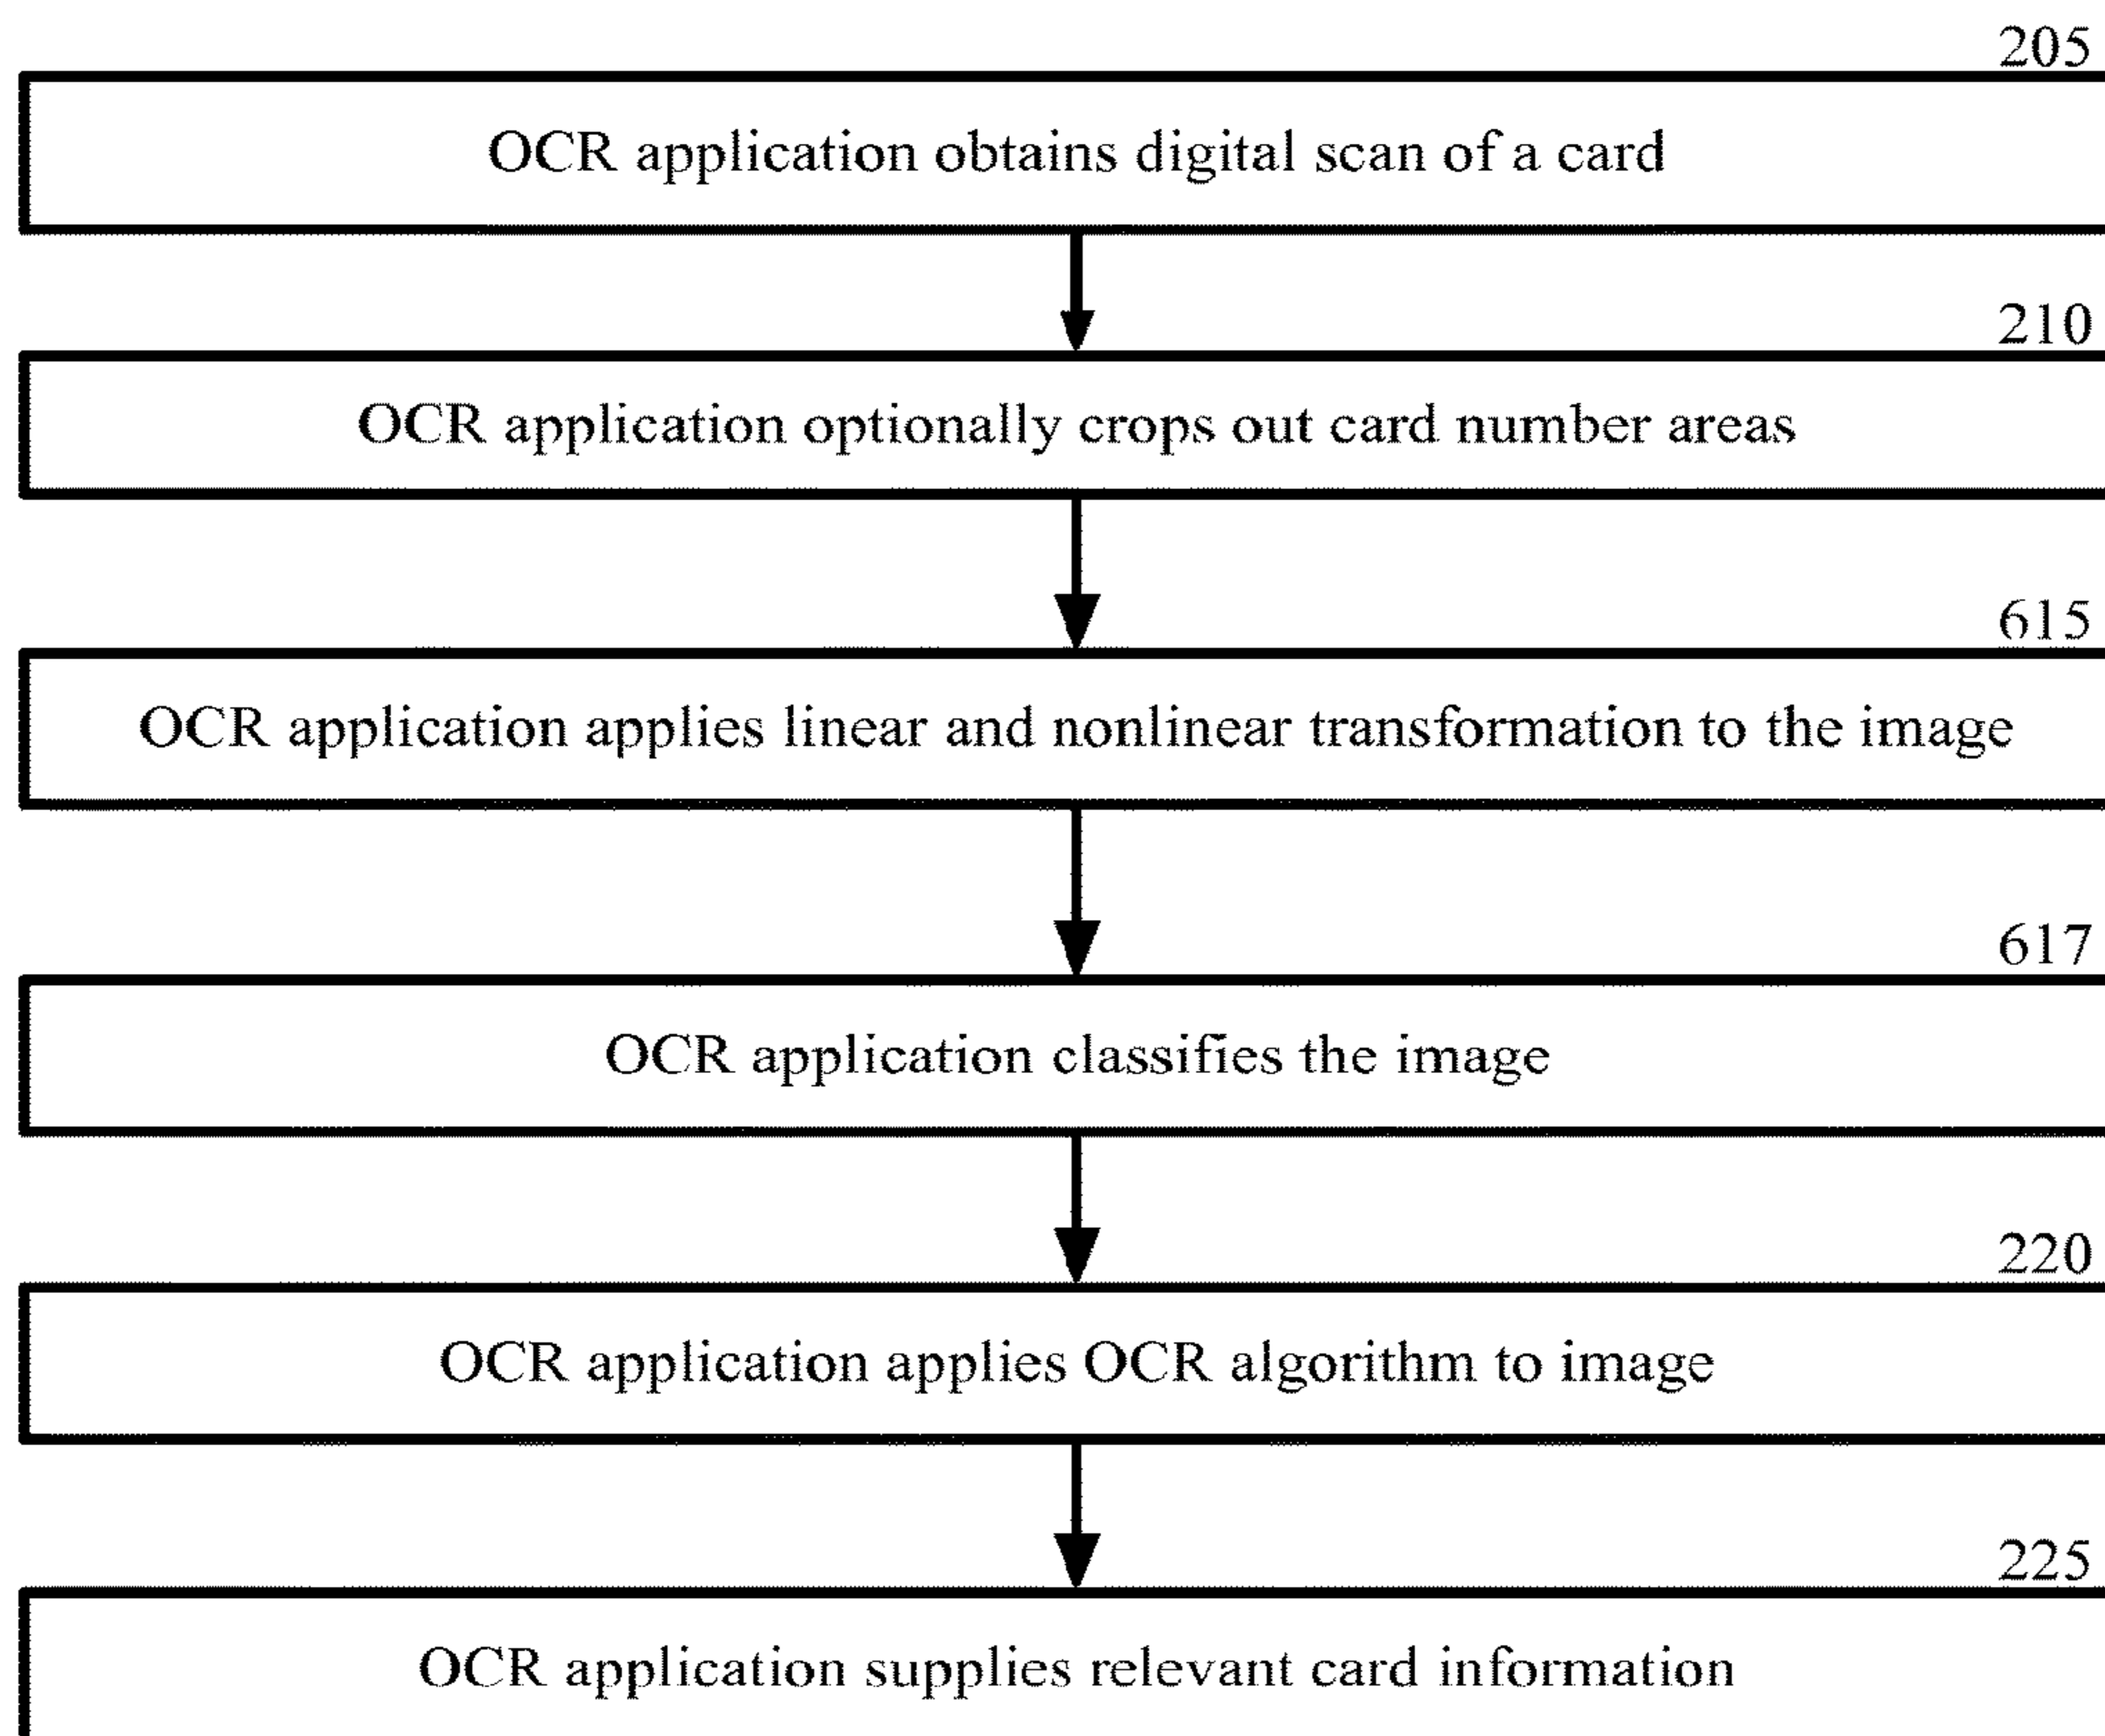 205
OCR application obtains digital scan of a card
210
OCR application optionally crops out card number areas
615
OCR application applies linear and nonlinear transformation to the image
617
OCR application classifies the image
220
OCR application applies OCR algorithm to image
225
OCR application supplies relevant card information